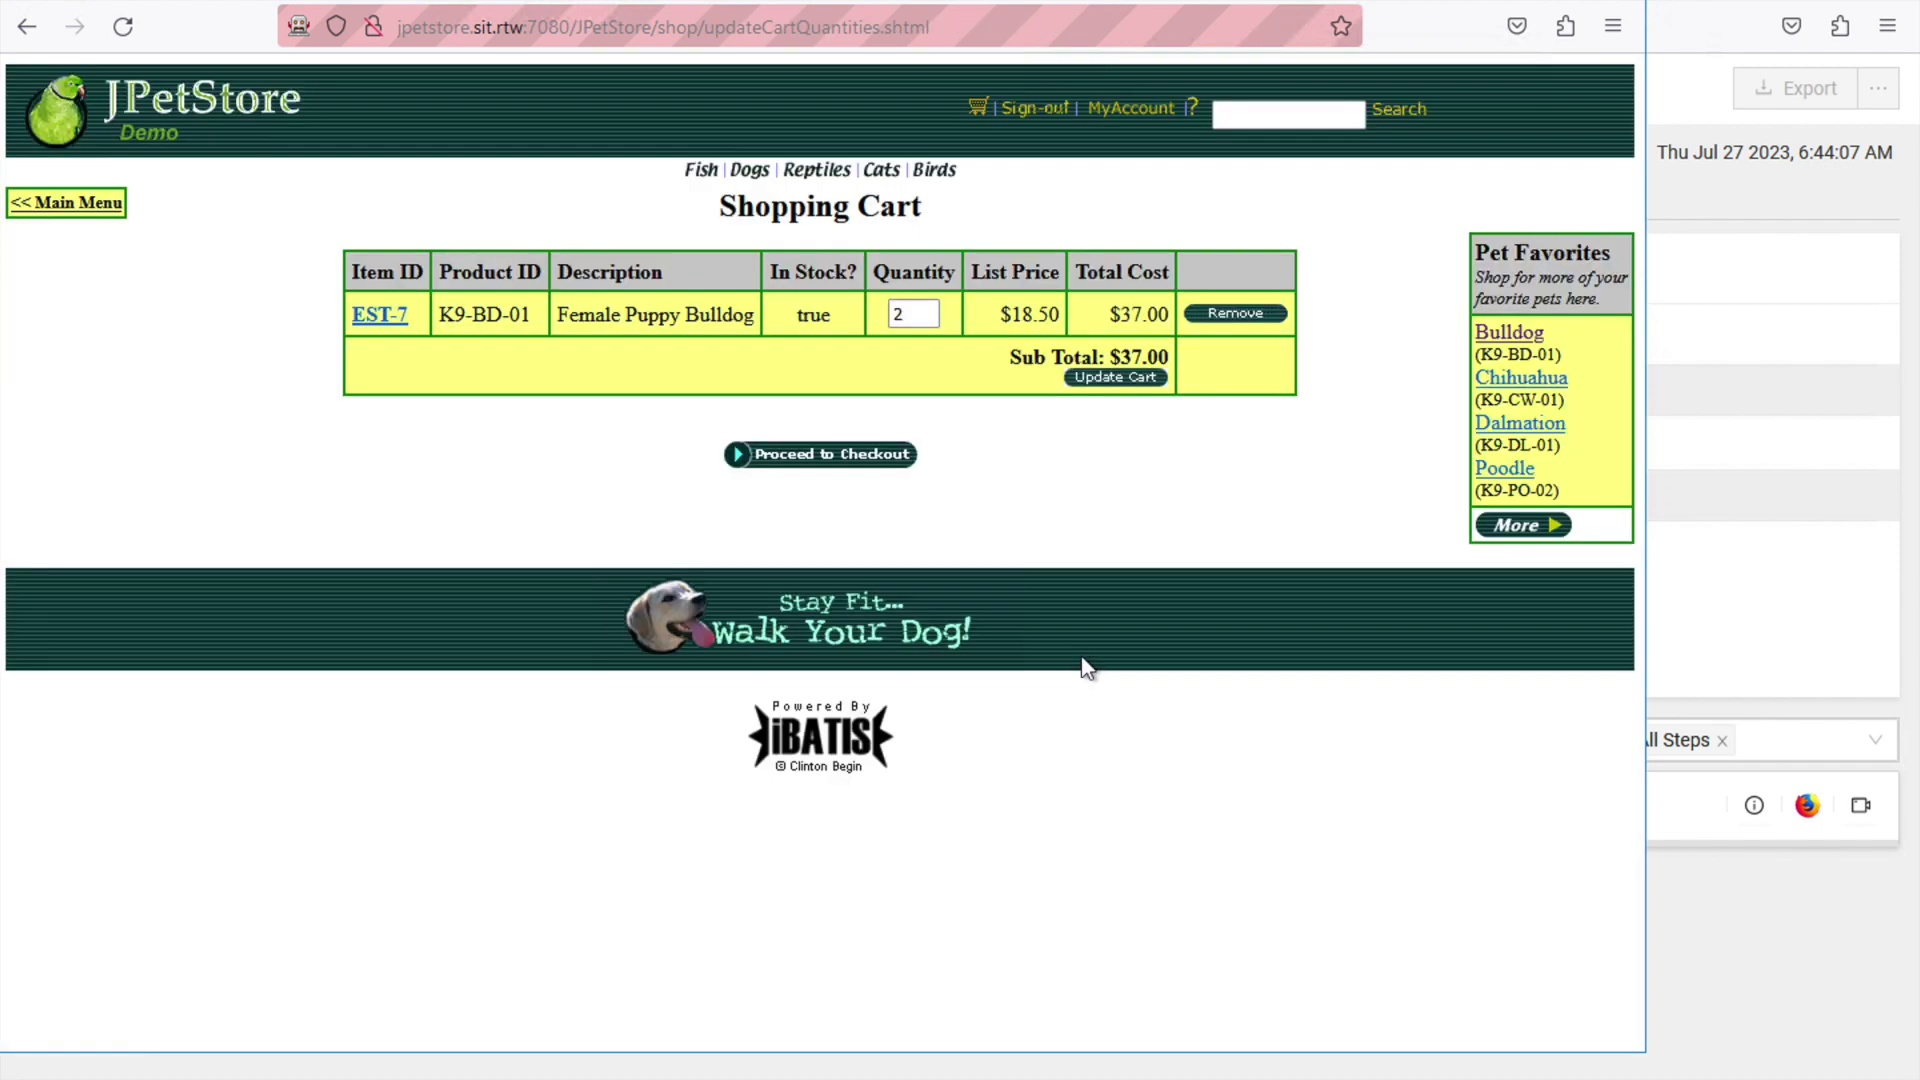 jpetstore.sit.rtw:7080/JPetStore/shop/updateCartQuantities.shtml
Export
JPetStore
Demo
| Sign-out | MyAccount | ?
Search
Thu Jul 27 2023, 6:44:07 AM
Fish | Dogs | Reptiles | Cats | Birds
<< Main Menu
Shopping Cart
Item ID Product ID Description In Stock? Quantity List Price Total Cost
EST-7 K9-BD-01 Female Puppy Bulldog true 2 $18.50 $37.00 Remove
Sub Total: $37.00
Update Cart
Proceed to Checkout
Pet Favorites
Shop for more of your
favorite pets here.
Bulldog
(K9-BD-01)
Chihuahua
(K9-CW-01)
Dalmation
(K9-DL-01)
Poodle
(K9-PO-02)
More
Stay Fit...
Walk Your Dog!
Powered By
iBATIS
© Clinton Begin
All Steps